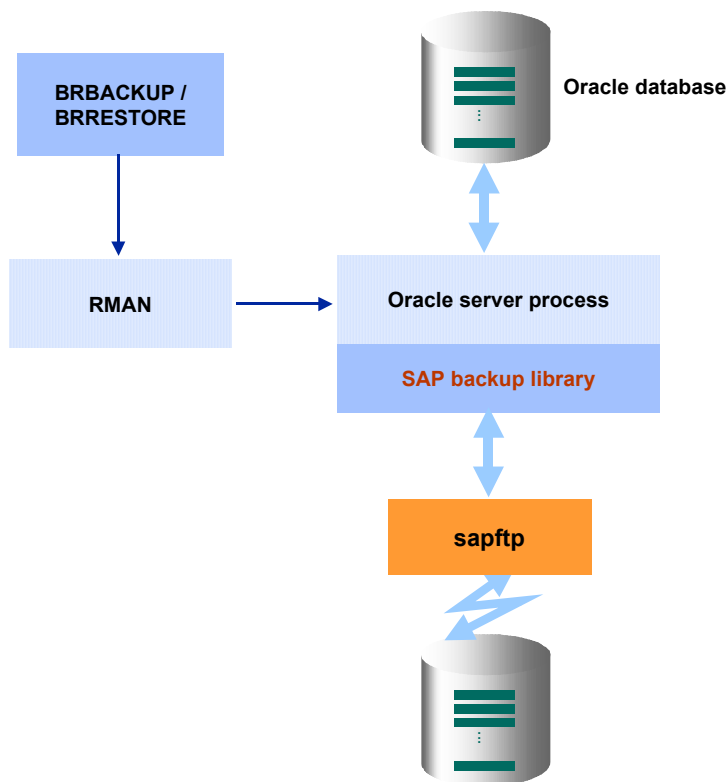 BRBACKUP /
BRRESTORE
Oracle database
RMAN
Oracle server process
SAP backup library
sapftp